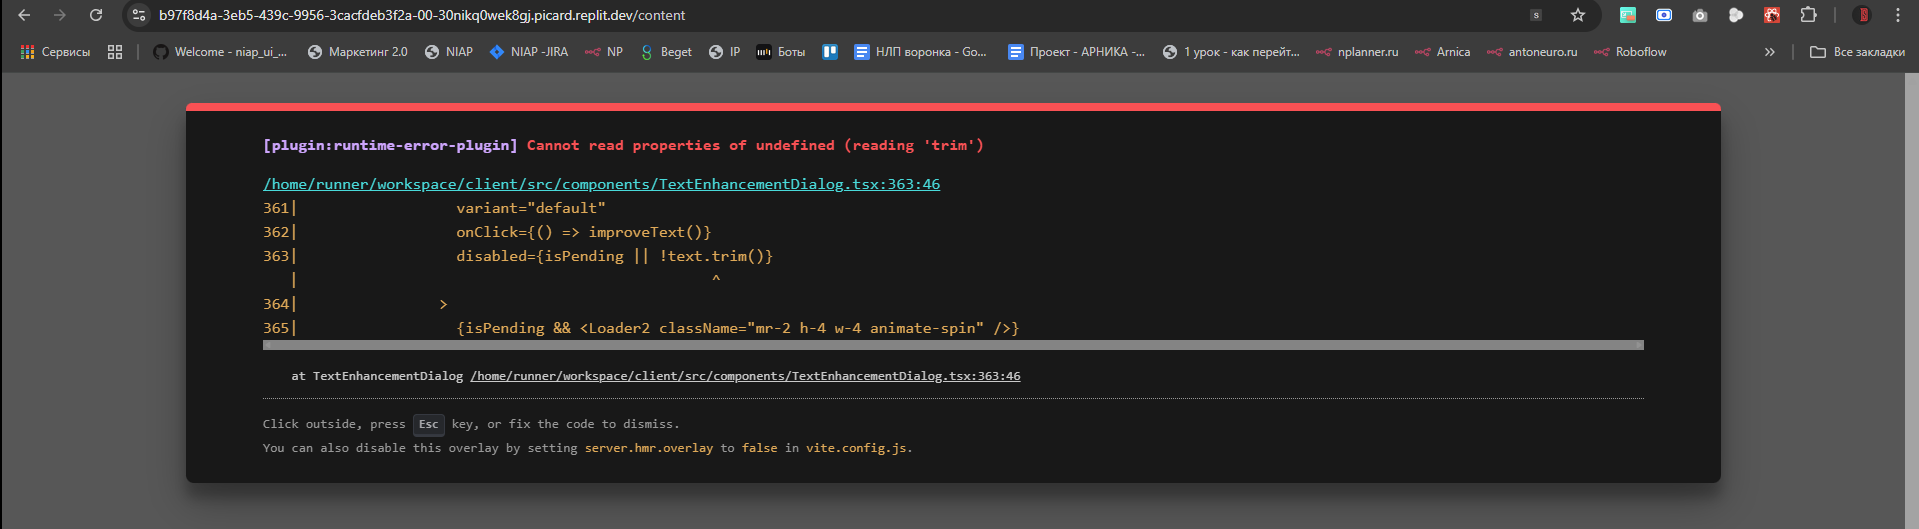 b97f8d4a-3eb5-439c-9956-3cacfdeb3f2a-00-30nikq0wek8gj.picard.replit.dev/content
Сервисы Welcome - niap_ui_... Маркетинг 2.0 NIAP NIAP -JIRA NP Beget IP Боты НЛП воронка - Go... Проект - АРНИКА -... 1 урок - как перейт... nplanner.ru Arnica antoneuro.ru Roboflow » Все закладки
[plugin:runtime-error-plugin] Cannot read properties of undefined (reading 'trim')
/home/runner/workspace/client/src/components/TextEnhancementDialog.tsx:363:46
361| variant="default"
362| onClick={() => improveText()}
363| disabled={isPending || !text.trim()}
| ^
364| >
365| {isPending && <Loader2 className="mr-2 h-4 w-4 animate-spin" />}
at TextEnhancementDialog /home/runner/workspace/client/src/components/TextEnhancementDialog.tsx:363:46
Click outside, press Esc key, or fix the code to dismiss.
You can also disable this overlay by setting server.hmr.overlay to false in vite.config.js.